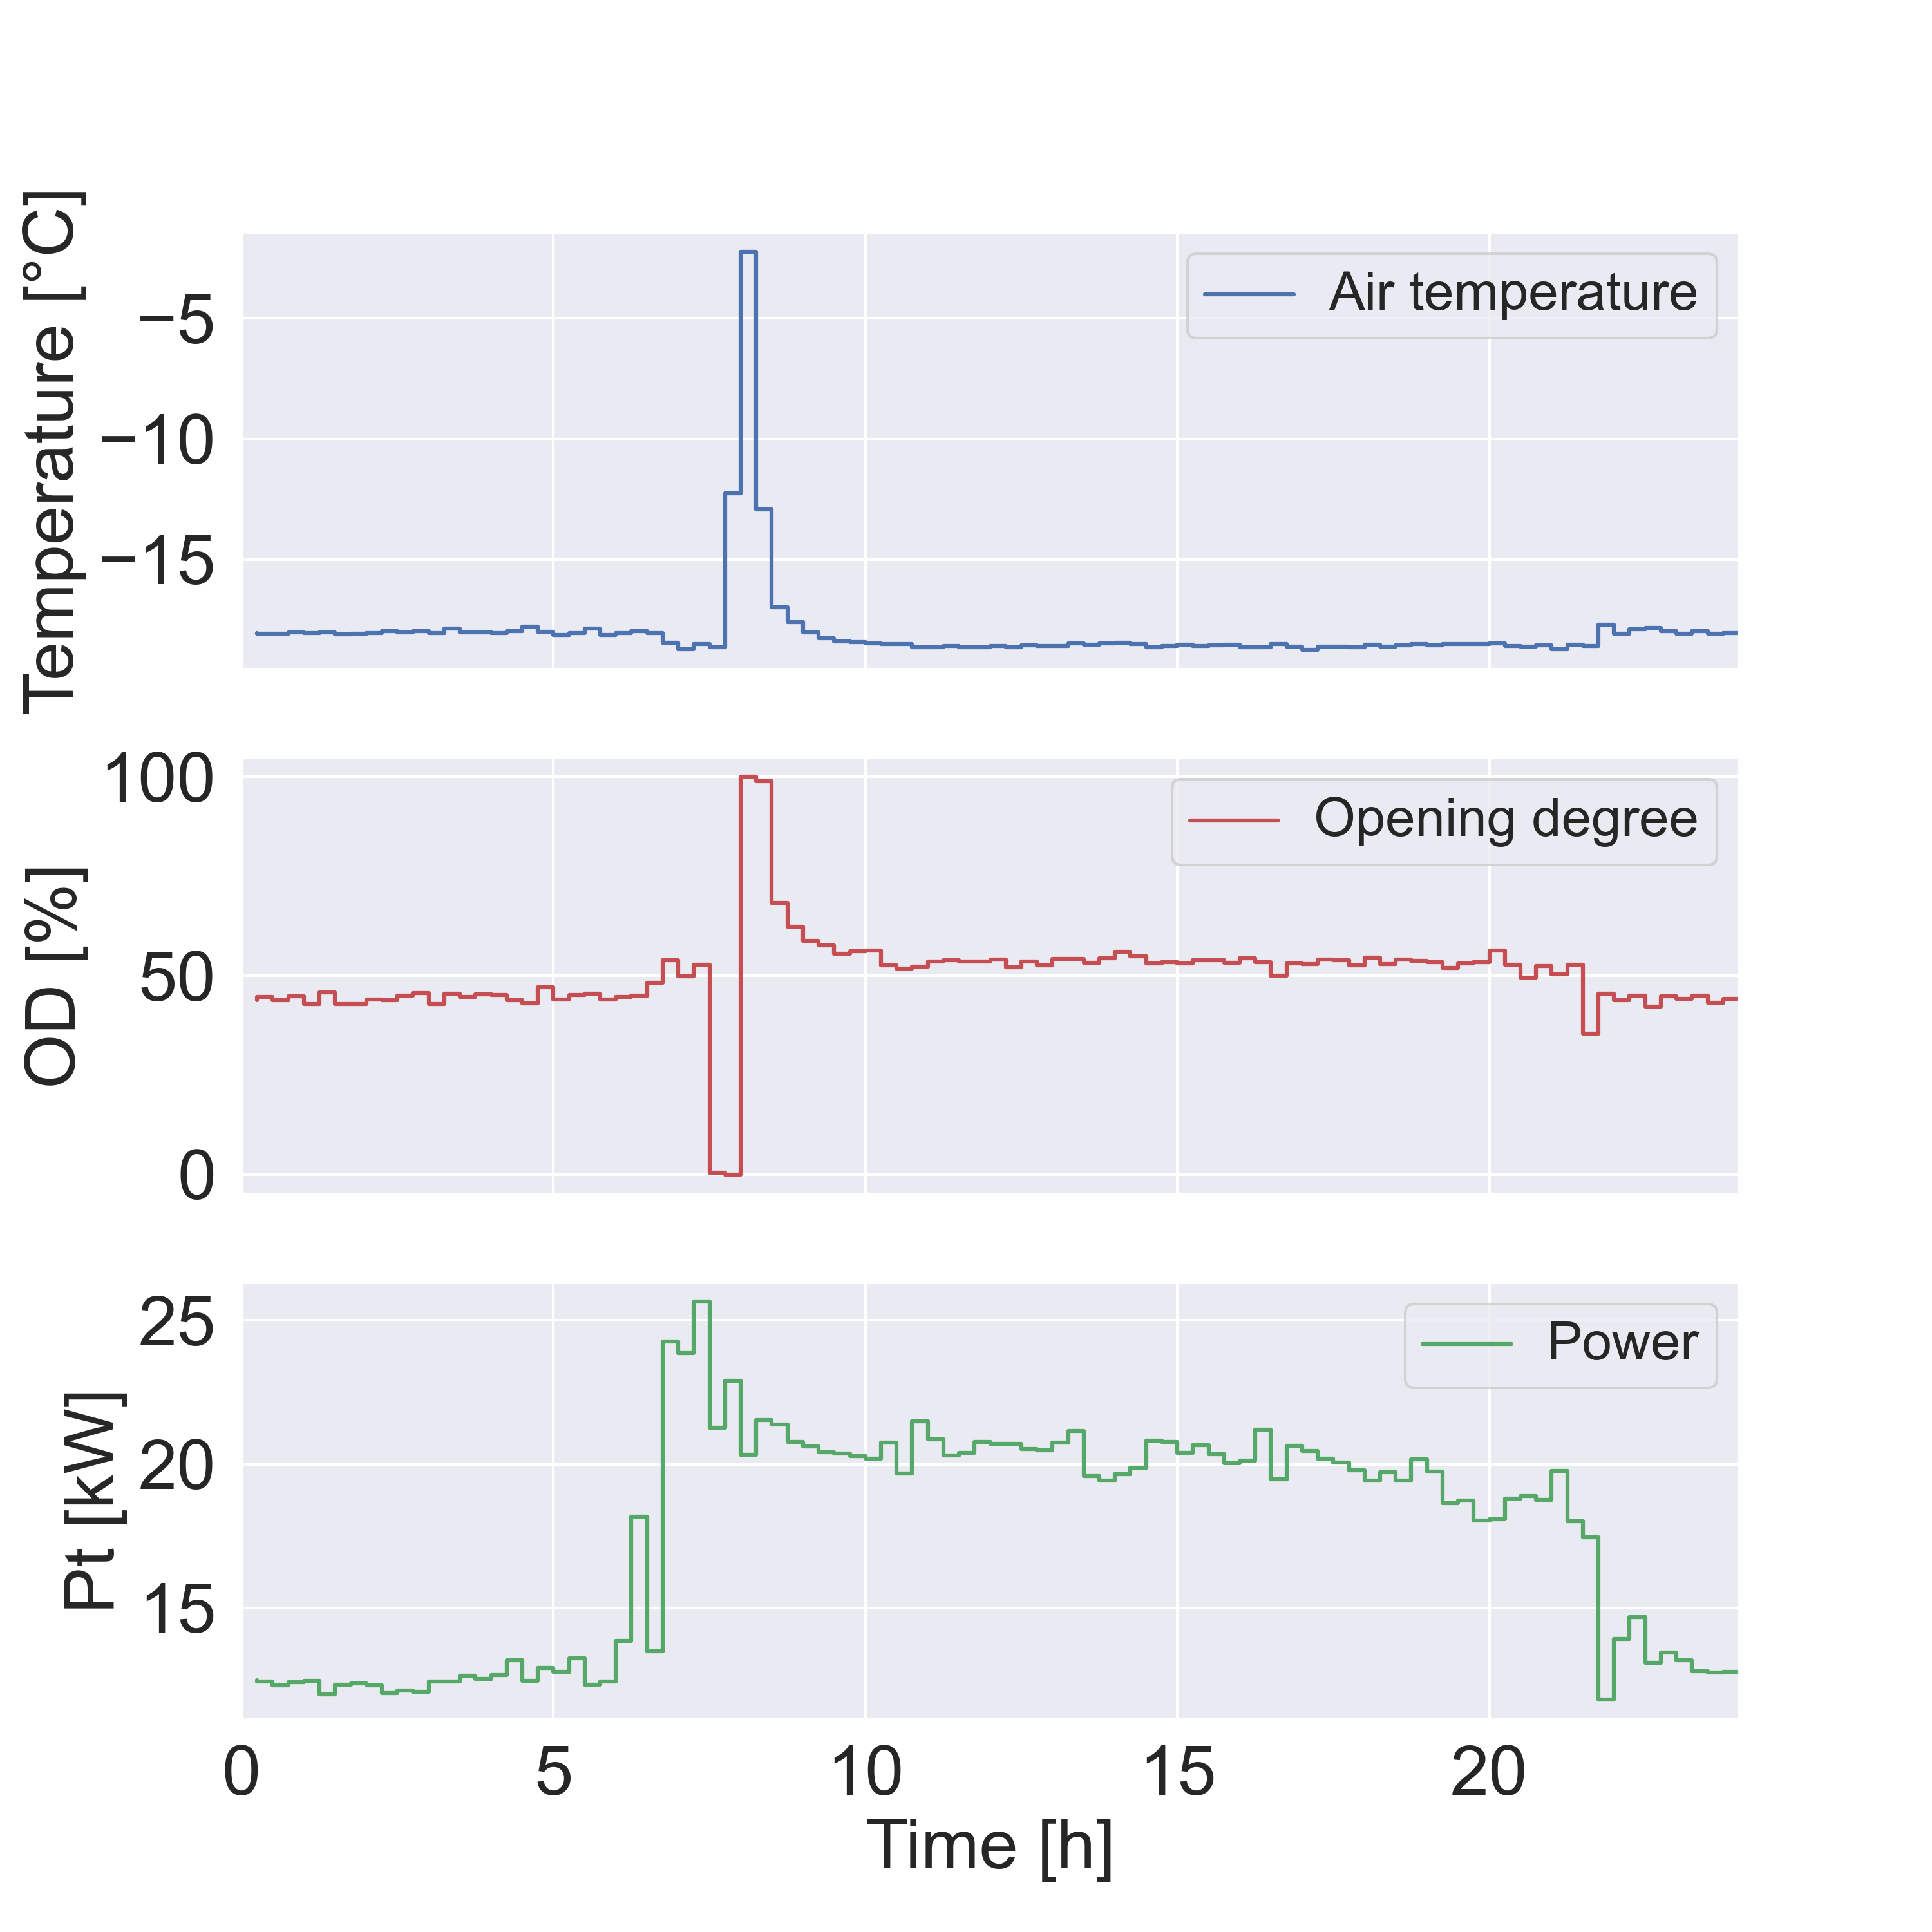 Temperature [°C]
−5
−10
−15
Air temperature
OD [%]
100
50
0
Opening degree
Pt [kW]
25
20
15
Power
0 5 10 15 20
Time [h]